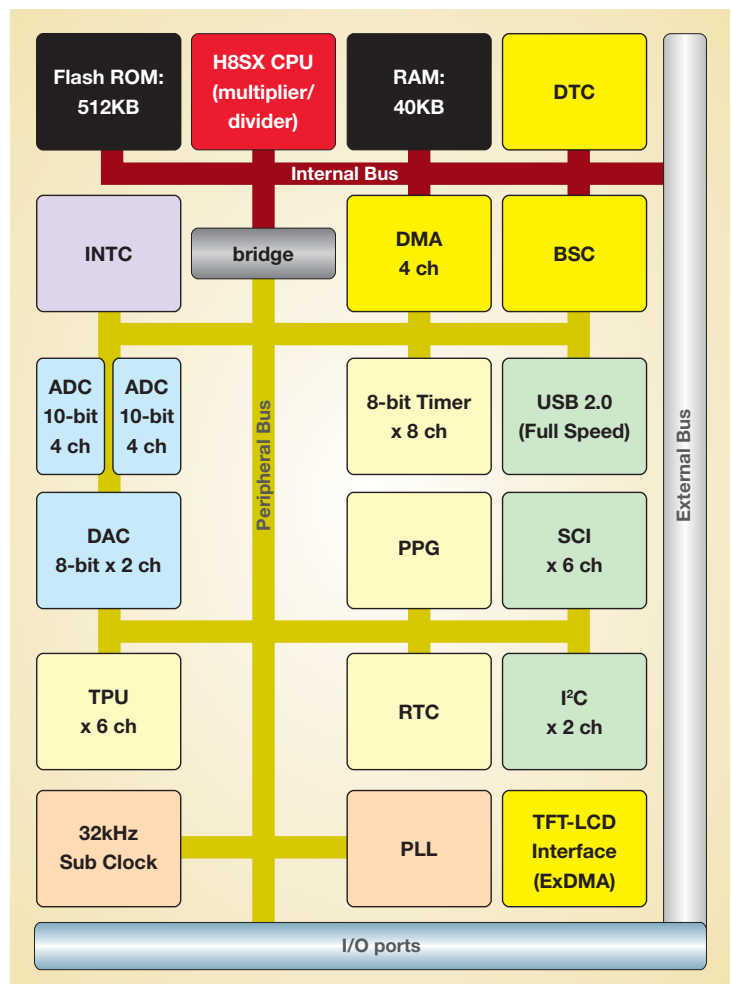 Flash ROM:
512KB
H8SX CPU
(multiplier/
divider)
RAM:
40KB
DTC
Internal Bus
INTC
bridge
DMA
4 ch
BSC
ADC
10-bit
4 ch
ADC
10-bit
4 ch
Peripheral Bus
8-bit Timer
x 8 ch
USB 2.0
(Full Speed)
External Bus
DAC
8-bit x 2 ch
PPG
SCI
x 6 ch
TPU
x 6 ch
RTC
I²C
x 2 ch
32kHz
Sub Clock
PLL
TFT-LCD
Interface
(ExDMA)
I/O ports